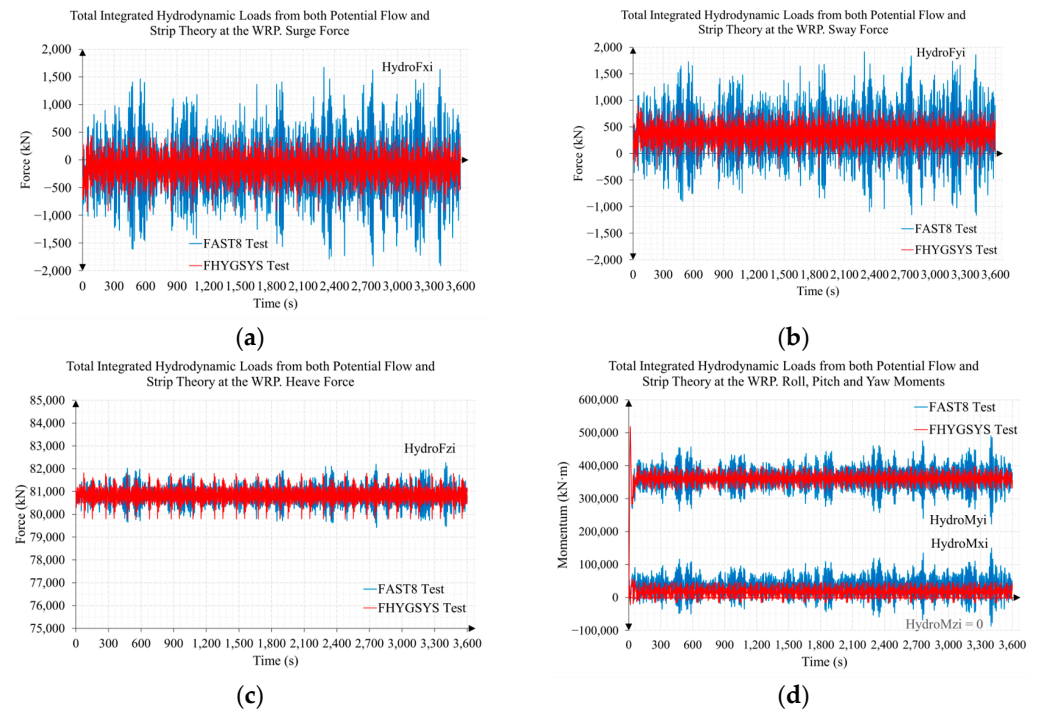 Total Integrated Hydrodynamic Loads from both Potential Flow and
Strip Theory at the WRP. Surge Force
2,000
1,500
1,000
500
0
−500
−1,000
−1,500
−2,000
Force (kN)
HydroFxi
FAST8 Test
FHYGSYS Test
0 300 600 900 1,200 1,500 1,800 2,100 2,400 2,700 3,000 3,300 3,600
Time (s)
(a)
Total Integrated Hydrodynamic Loads from both Potential Flow and
Strip Theory at the WRP. Sway Force
2,000
1,500
1,000
500
0
−500
−1,000
−1,500
−2,000
Force (kN)
HydroFyi
FAST8 Test
FHYGSYS Test
0 300 600 900 1,200 1,500 1,800 2,100 2,400 2,700 3,000 3,300 3,600
Time (s)
(b)
Total Integrated Hydrodynamic Loads from both Potential Flow and
Strip Theory at the WRP. Heave Force
85,000
84,000
83,000
82,000
81,000
80,000
79,000
78,000
77,000
76,000
75,000
Force (kN)
HydroFzi
FAST8 Test
FHYGSYS Test
0 300 600 900 1,200 1,500 1,800 2,100 2,400 2,700 3,000 3,300 3,600
Time (s)
(c)
Total Integrated Hydrodynamic Loads from both Potential Flow and
Strip Theory at the WRP. Roll, Pitch and Yaw Moments
600,000
500,000
400,000
300,000
200,000
100,000
0
−100,000
Momentum (kN·m)
FAST8 Test
FHYGSYS Test
HydroMyi
HydroMxi
HydroMzi = 0
0 300 600 900 1,200 1,500 1,800 2,100 2,400 2,700 3,000 3,300 3,600
Time (s)
(d)